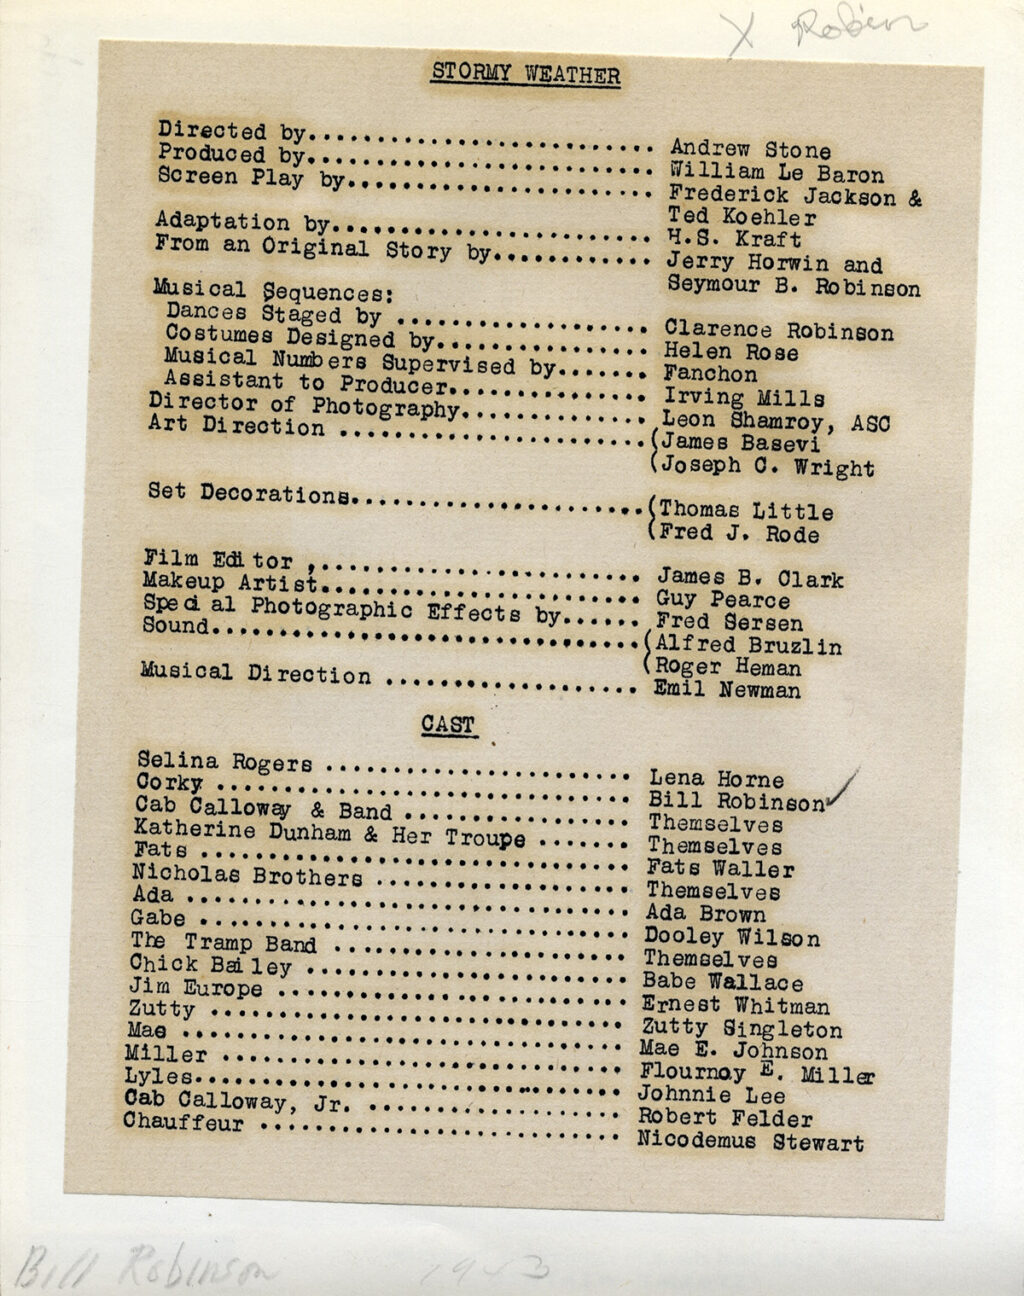 X Robin
STORMY WEATHER
Directed by.......................... Andrew Stone
Produced by.......................... William Le Baron
Screen Play by....................... Frederick Jackson &
Ted Koehler
Adaptation by........................ H.S. Kraft
From an Original Story by............ Jerry Horwin and
Seymour B. Robinson
Musical Sequences:
Dances Staged by ................... Clarence Robinson
Costumes Designed by................ Helen Rose
Musical Numbers Supervised by....... Fanchon
Assistant to Producer............... Irving Mills
Director of Photography.............. Leon Shamroy, ASC
Art Direction .......................(James Basevi
(Joseph C. Wright
Set Decorations......................(Thomas Little
(Fred J. Rode
Film Editor ,........................ James B. Clark
Makeup Artist........................ Guy Pearce
Special Photographic Effects by...... Fred Sersen
Sound................................(Alfred Bruzlin
(Roger Heman
Musical Direction ................... Emil Newman
CAST
Selina Rogers ....................... Lena Horne
Corky ............................... Bill Robinson✓
Cab Calloway & Band ................. Themselves
Katherine Dunham & Her Troupe ....... Themselves
Fats ................................ Fats Waller
Nicholas Brothers ................... Themselves
Ada ................................. Ada Brown
Gabe ................................ Dooley Wilson
The Tramp Band ...................... Themselves
Chick Bailey ........................ Babe Wallace
Jim Europe .......................... Ernest Whitman
Zutty ............................... Zutty Singleton
Mae ................................. Mae E. Johnson
Miller .............................. Flournoy E. Miller
Lyles................................ Johnnie Lee
Cab Calloway, Jr. ................... Robert Felder
Chauffeur ........................... Nicodemus Stewart
Bill Robinson 1943